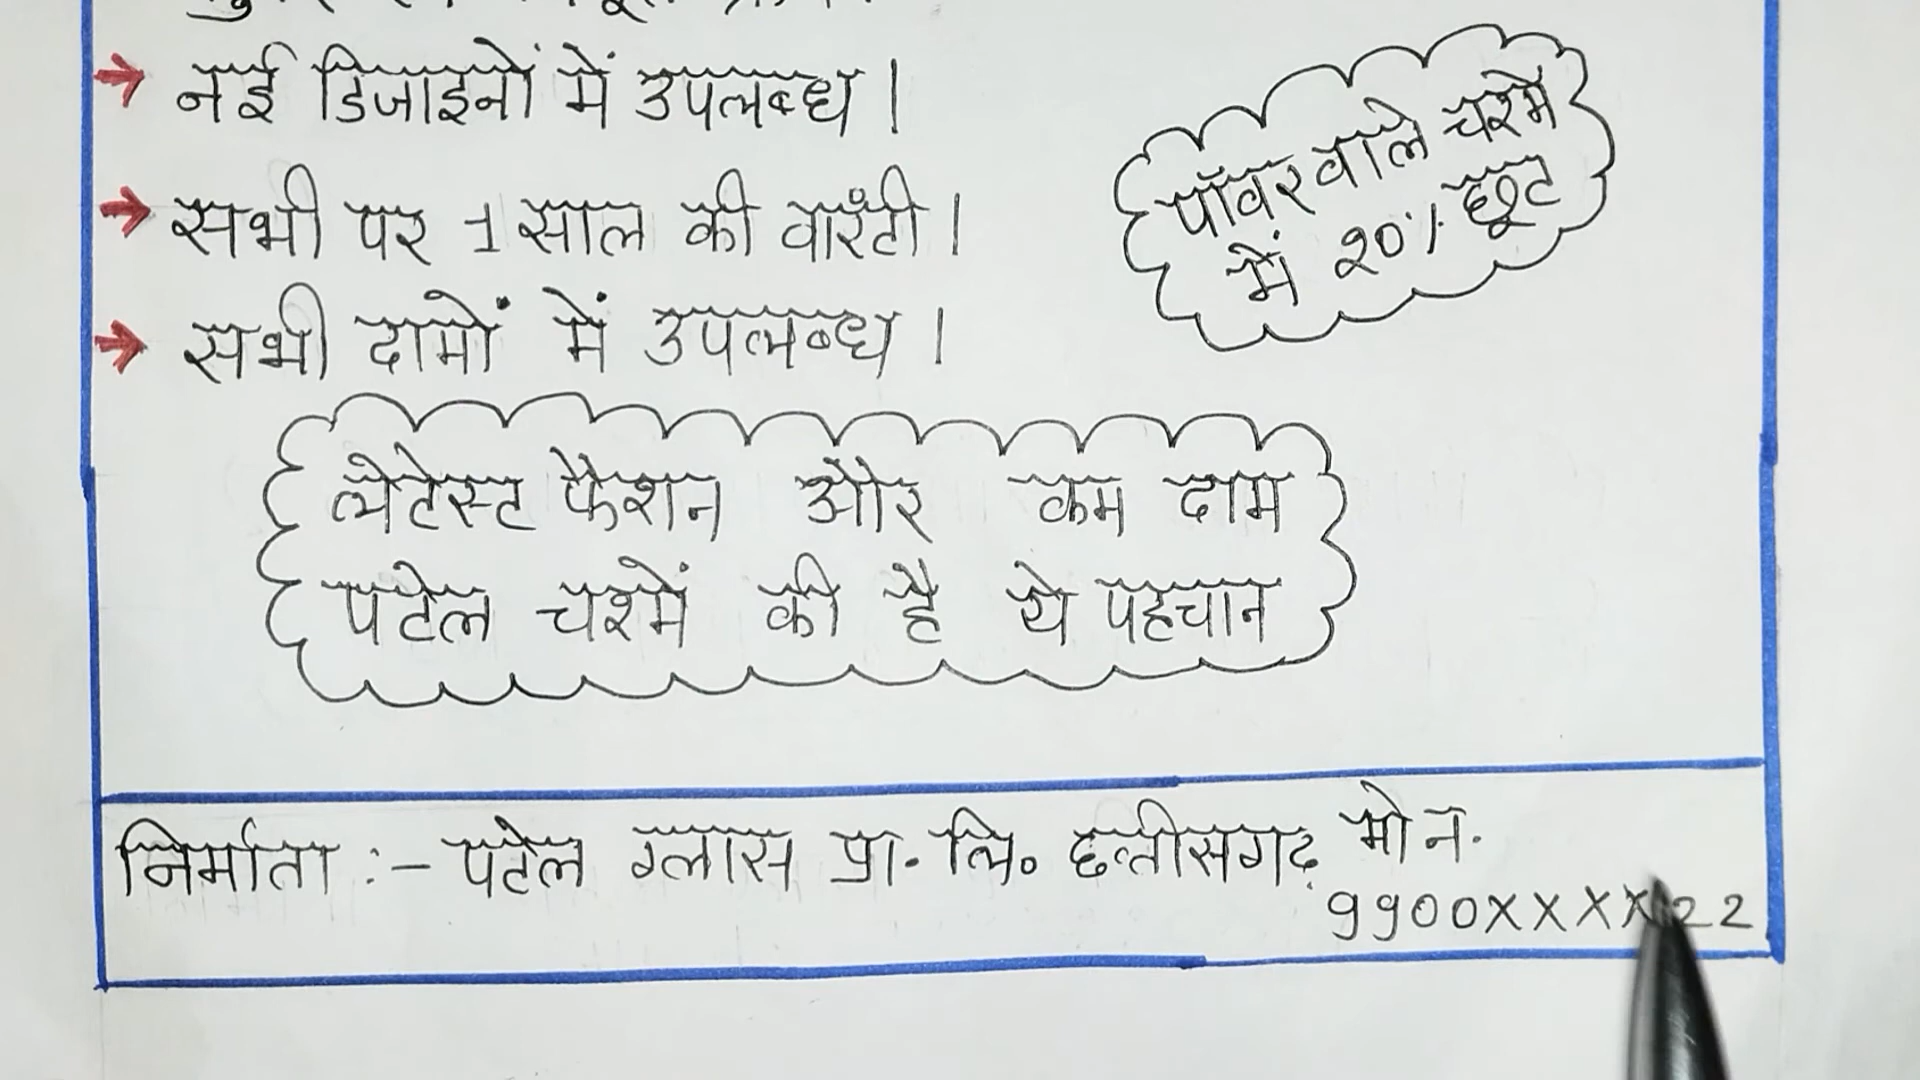 नई डिजाइनों में उपलब्ध ।
सभी पर 1 साल की वारंटी ।
सभी दामों में उपलब्ध ।
पॉवर वाले चश्में
में 20% छूट
लेटेस्ट फैशन और कम दाम
पटेल चश्में की है ये पहचान
निर्माता :- पटेल ग्लास प्रा. लि. छत्तीसगढ़ मो न.
9900XXXX22